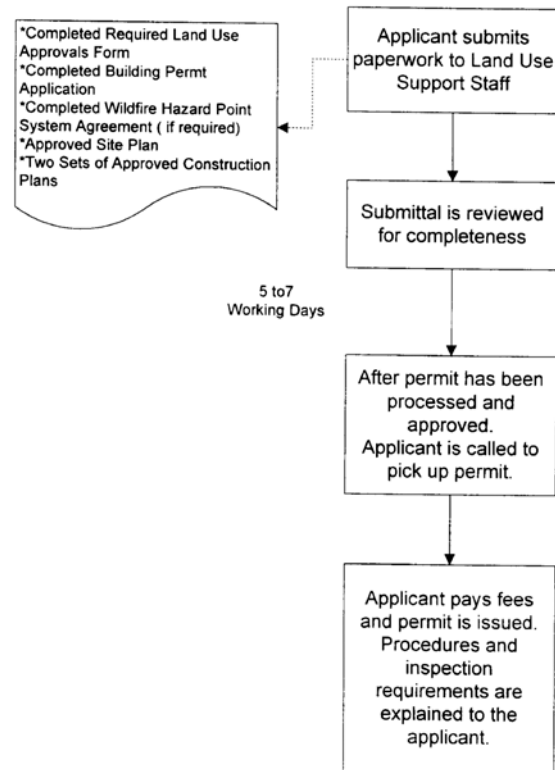 Applicant submits
paperwork to Land Use
Support Staff
*Completed Required Land Use
Approvals Form
*Completed Building Permt
Application
*Completed Wildfire Hazard Point
System Agreement ( if required)
*Approved Site Plan
*Two Sets of Approved Construction
Plans
Submittal is reviewed
for completeness
5 to7
Working Days
After permit has been
processed and
approved.
Applicant is called to
pick up permit.
Applicant pays fees
and permit is issued.
Procedures and
inspection
requirements are
explained to the
applicant.